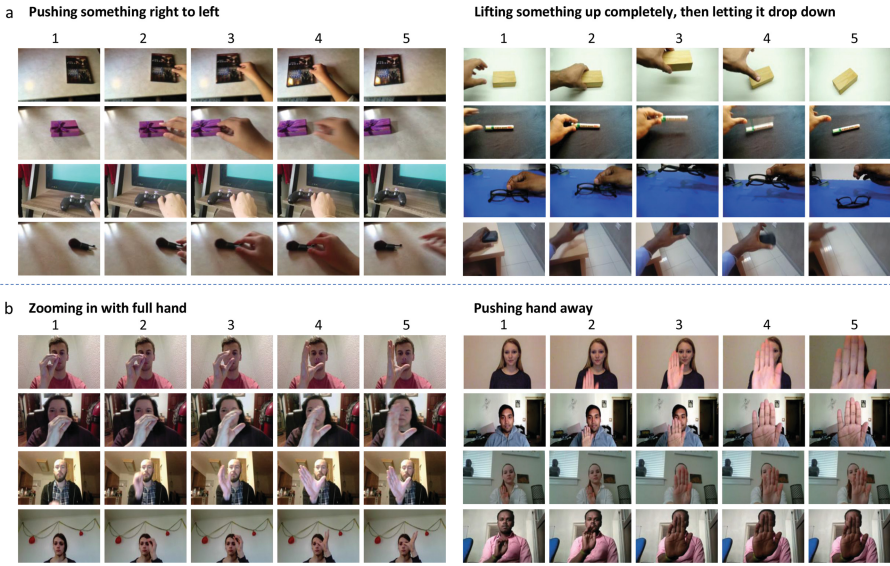 a Pushing something right to left
Lifting something up completely, then letting it drop down
1 2 3 4 5
1 2 3 4 5
b Zooming in with full hand
Pushing hand away
1 2 3 4 5
1 2 3 4 5